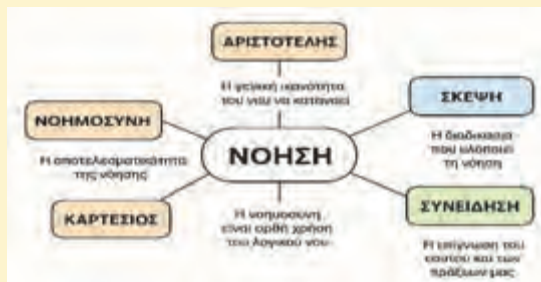 ΑΡΙΣΤΟΤΕΛΗΣ
Η γενική ικανότητα
του νου να κατανοεί
ΝΟΗΜΟΣΥΝΗ
Η αποτελεσματικότητα
της νόησης
ΝΟΗΣΗ
ΣΚΕΨΗ
Η διαδικασία
που υλοποιεί
τη νόηση
ΚΑΡΤΕΣΙΟΣ
Η νοημοσύνη
είναι ορθή χρήση
του λογικού νου
ΣΥΝΕΙΔΗΣΗ
Η επίγνωση του
εαυτού και των
πράξεων μας